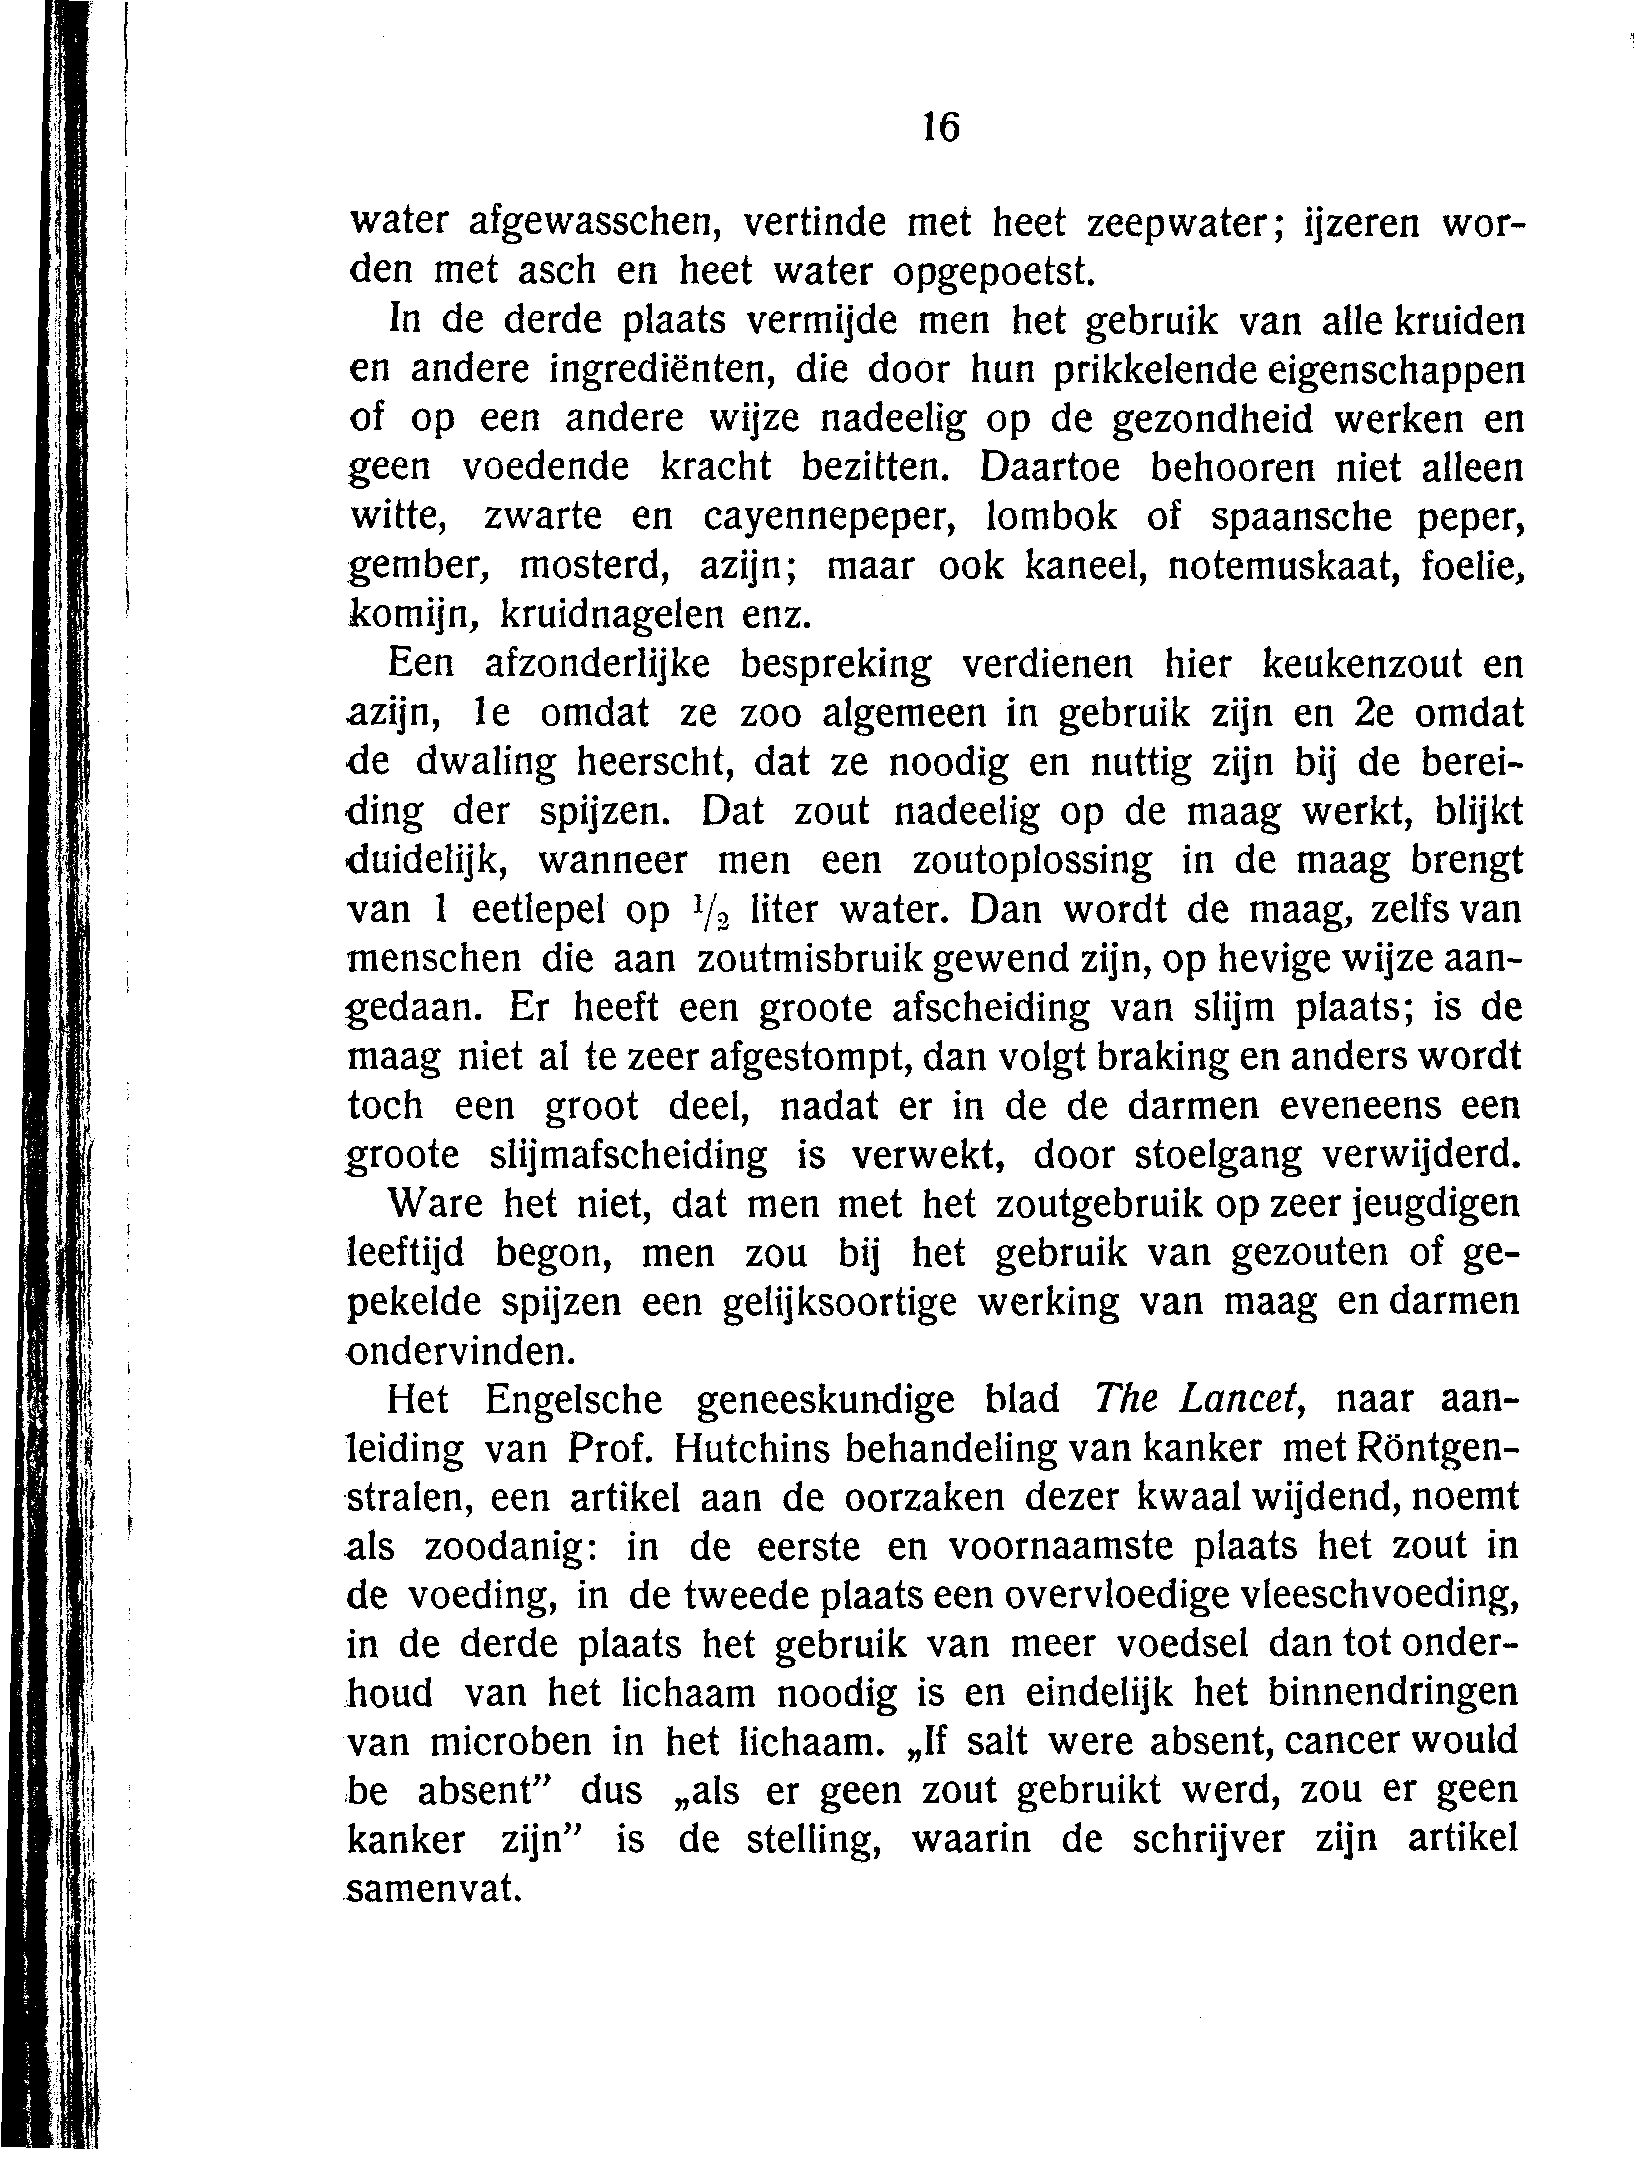 16
water afgewasschen, vertinde met heet zeepwater; ijzeren wor-
den met asch en heet water opgepoetst.
In de derde plaats vermijde men het gebruik van alle kruiden
en andere ingrediënten, die door hun prikkelende eigenschappen
of op een andere wijze nadeelig op de gezondheid werken en
geen voedende kracht bezitten. Daartoe behooren niet alleen
witte, zwarte en cayennepeper, lombok of spaansche peper,
gember, mosterd, azijn; maar ook kaneel, notemuskaat, foelie,
komijn, kruidnagelen enz.
Een afzonderlijke bespreking verdienen hier keukenzout en
azijn, 1e omdat ze zoo algemeen in gebruik zijn en 2e omdat
de dwaling heerscht, dat ze noodig en nuttig zijn bij de berei-
ding der spijzen. Dat zout nadeelig op de maag werkt, blijkt
duidelijk, wanneer men een zoutoplossing in de maag brengt
van 1 eetlepel op 1/2 liter water. Dan wordt de maag, zelfs van
menschen die aan zoutmisbruik gewend zijn, op hevige wijze aan-
gedaan. Er heeft een groote afscheiding van slijm plaats; is de
maag niet al te zeer afgestompt, dan volgt braking en anders wordt
toch een groot deel, nadat er in de de darmen eveneens een
groote slijmafscheiding is verwekt, door stoelgang verwijderd.
Ware het niet, dat men met het zoutgebruik op zeer jeugdigen
leeftijd begon, men zou bij het gebruik van gezouten of ge-
pekelde spijzen een gelijksoortige werking van maag en darmen
ondervinden.
Het Engelsche geneeskundige blad The Lancet, naar aan-
leiding van Prof. Hutchins behandeling van kanker met Röntgen-
stralen, een artikel aan de oorzaken dezer kwaal wijdend, noemt
als zoodanig: in de eerste en voornaamste plaats het zout in
de voeding, in de tweede plaats een overvloedige vleeschvoeding,
in de derde plaats het gebruik van meer voedsel dan tot onder-
houd van het lichaam noodig is en eindelijk het binnendringen
van microben in het lichaam. „If salt were absent, cancer would
be absent” dus „als er geen zout gebruikt werd, zou er geen
kanker zijn” is de stelling, waarin de schrijver zijn artikel
samenvat.